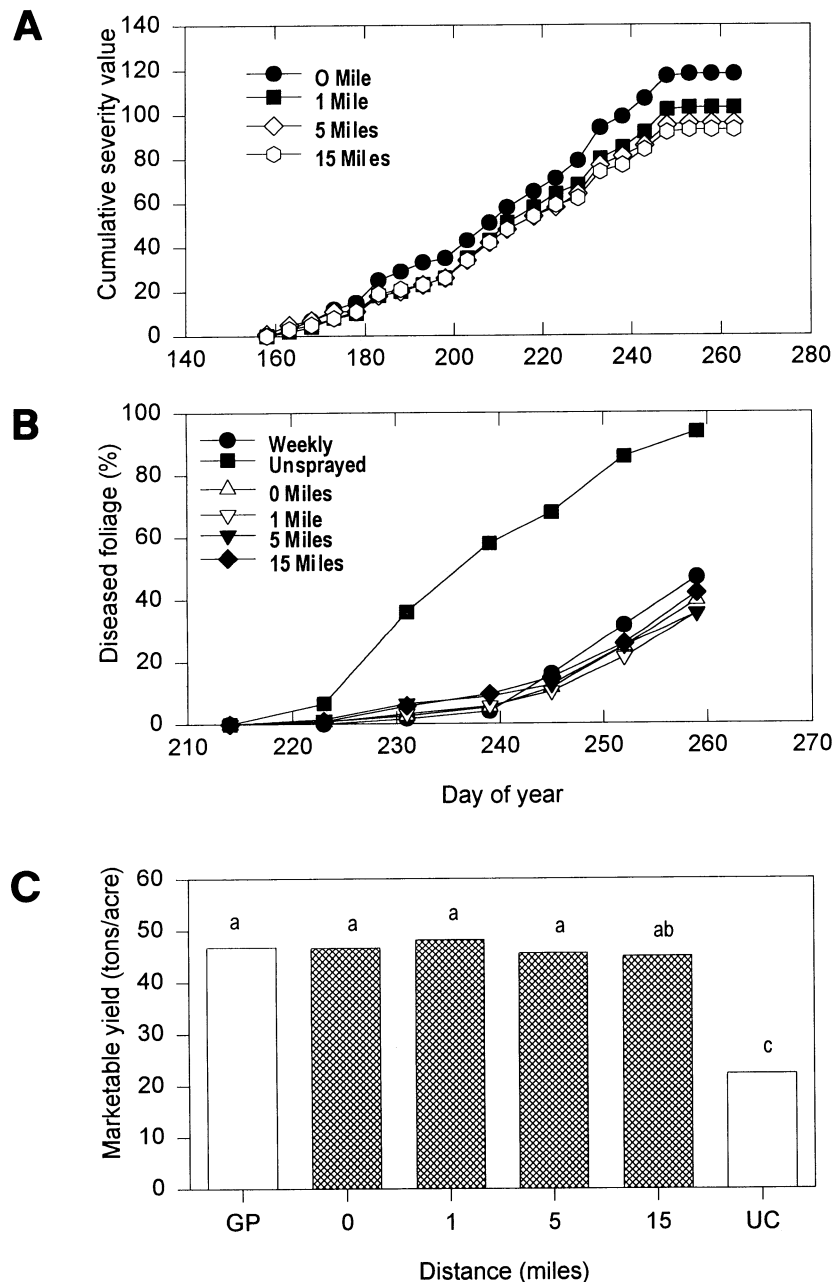 A
Cumulative severity value
140
120
100
80
60
40
20
0
O Mile
1 Mile
5 Miles
15 Miles
140 160 180 200 220 240 260 280
B
Diseased foliage (%)
100
80
60
40
20
0
Weekly
Unsprayed
0 Miles
1 Mile
5 Miles
15 Miles
210 220 230 240 250 260 270
Day of year
C
Marketable yield (tons/acre)
60
50
40
30
20
10
0
a a a a ab c
GP 0 1 5 15 UC
Distance (miles)